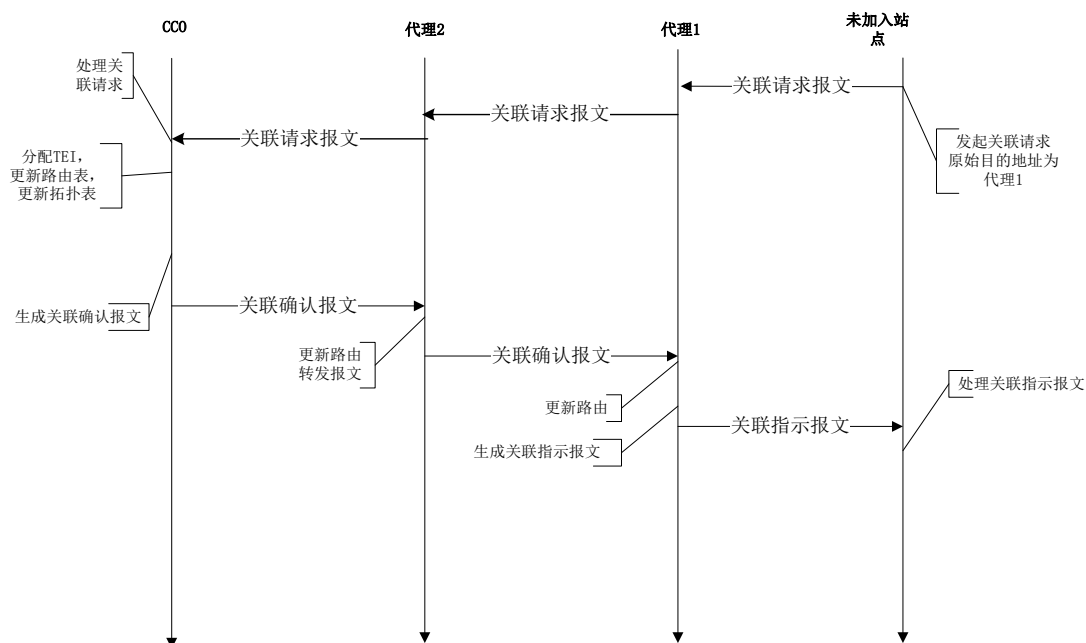 CCO
代理2
代理1
未加入站
点
处理关
联请求
关联请求报文
关联请求报文
关联请求报文
分配TEI，
更新路由表，
更新拓扑表
发起关联请求
原始目的地址为
代理1
生成关联确认报文
关联确认报文
更新路由
转发报文
关联确认报文
处理关联指示报文
更新路由
关联指示报文
生成关联指示报文